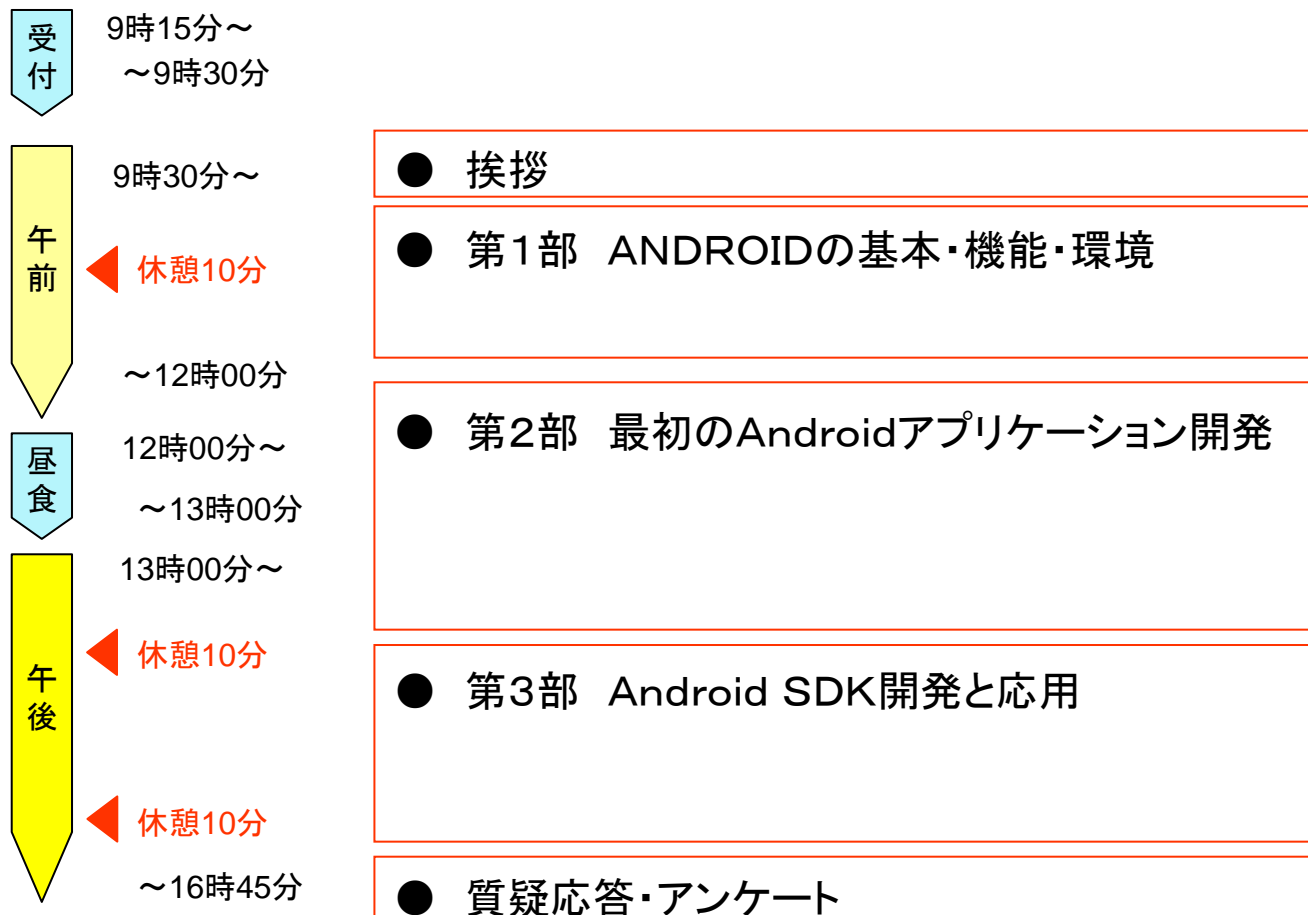 受付
9時15分～
～9時30分
午前
9時30分～
● 挨拶
● 第1部 ANDROIDの基本・機能・環境
休憩10分
～12時00分
● 第2部 最初のAndroidアプリケーション開発
昼食
12時00分～
～13時00分
午後
13時00分～
休憩10分
● 第3部 Android SDK開発と応用
休憩10分
～16時45分
● 質疑応答・アンケート